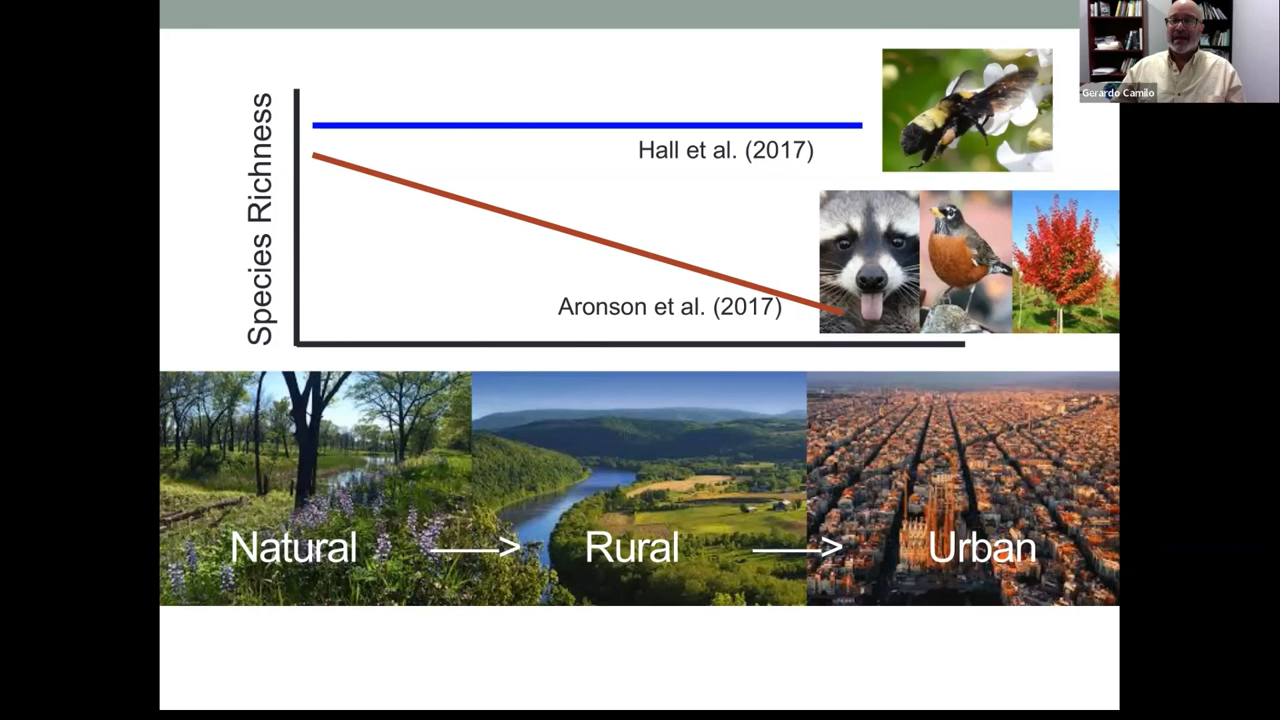 Gerardo Camilo
Species Richness
Hall et al. (2017)
Aronson et al. (2017)
Natural
Rural
Urban